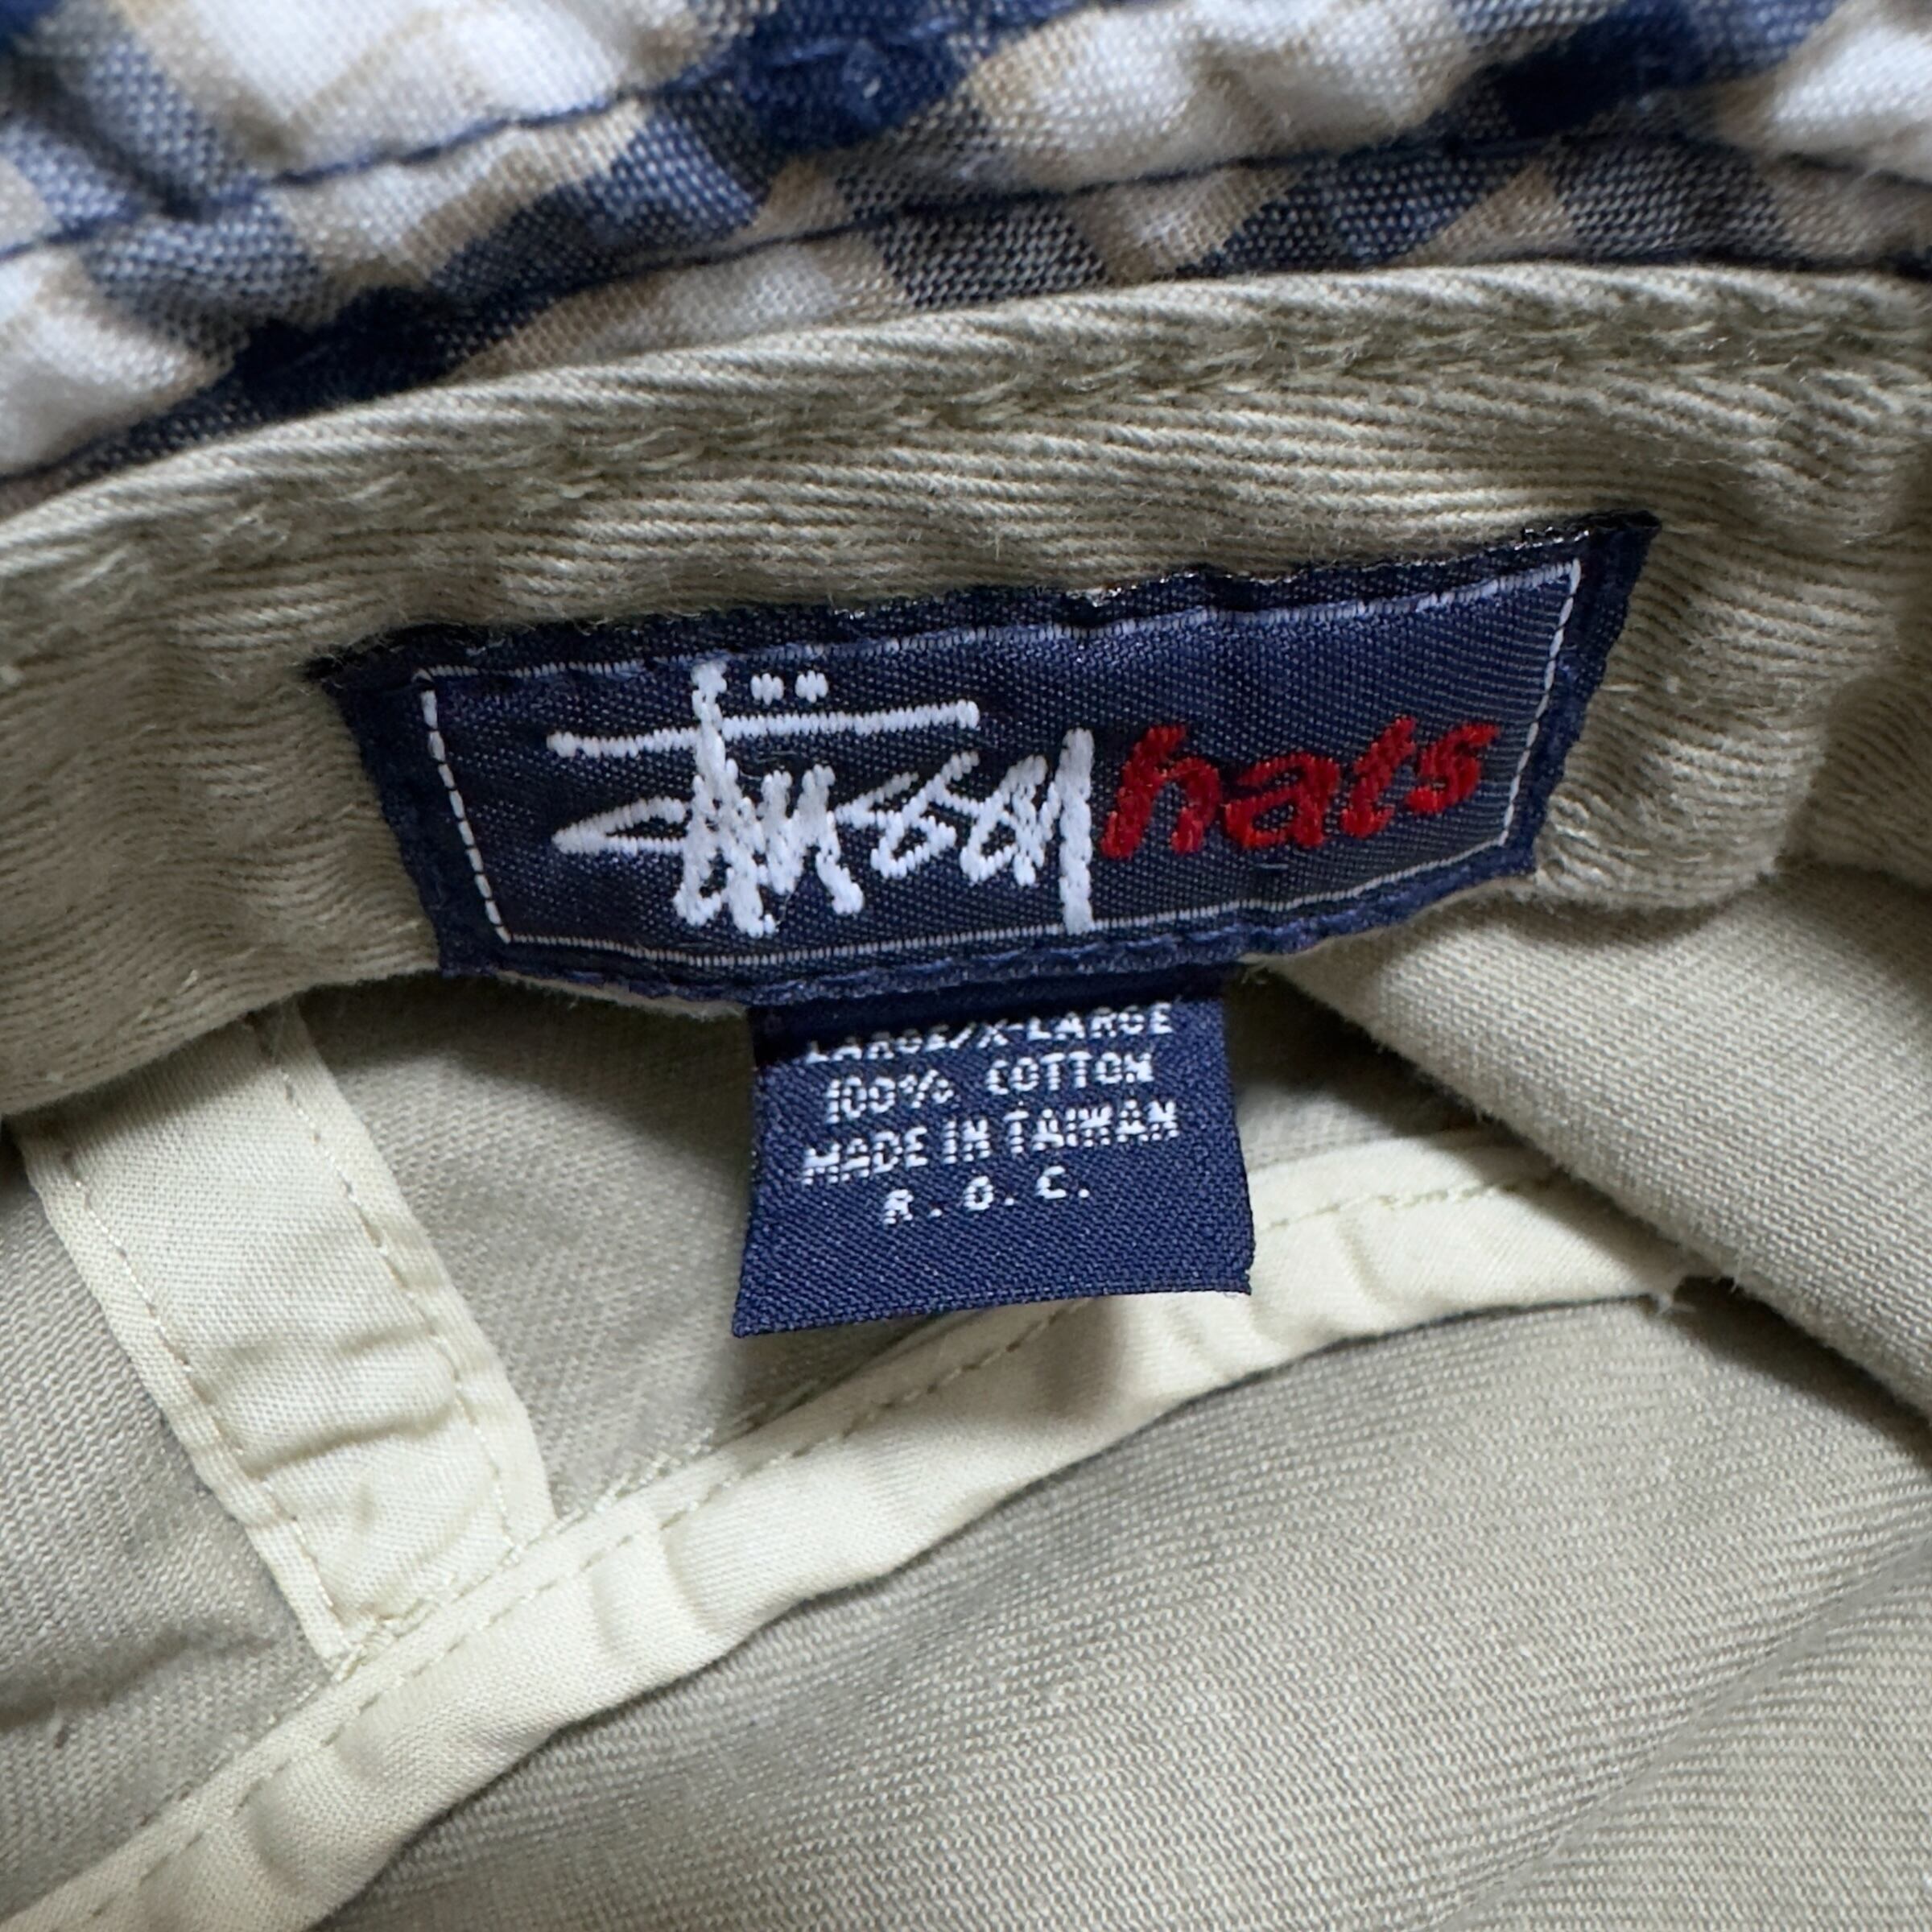 Stüssy hats
LARGE/X-LARGE
100% COTTON
MADE IN TAIWAN
R.O.C.